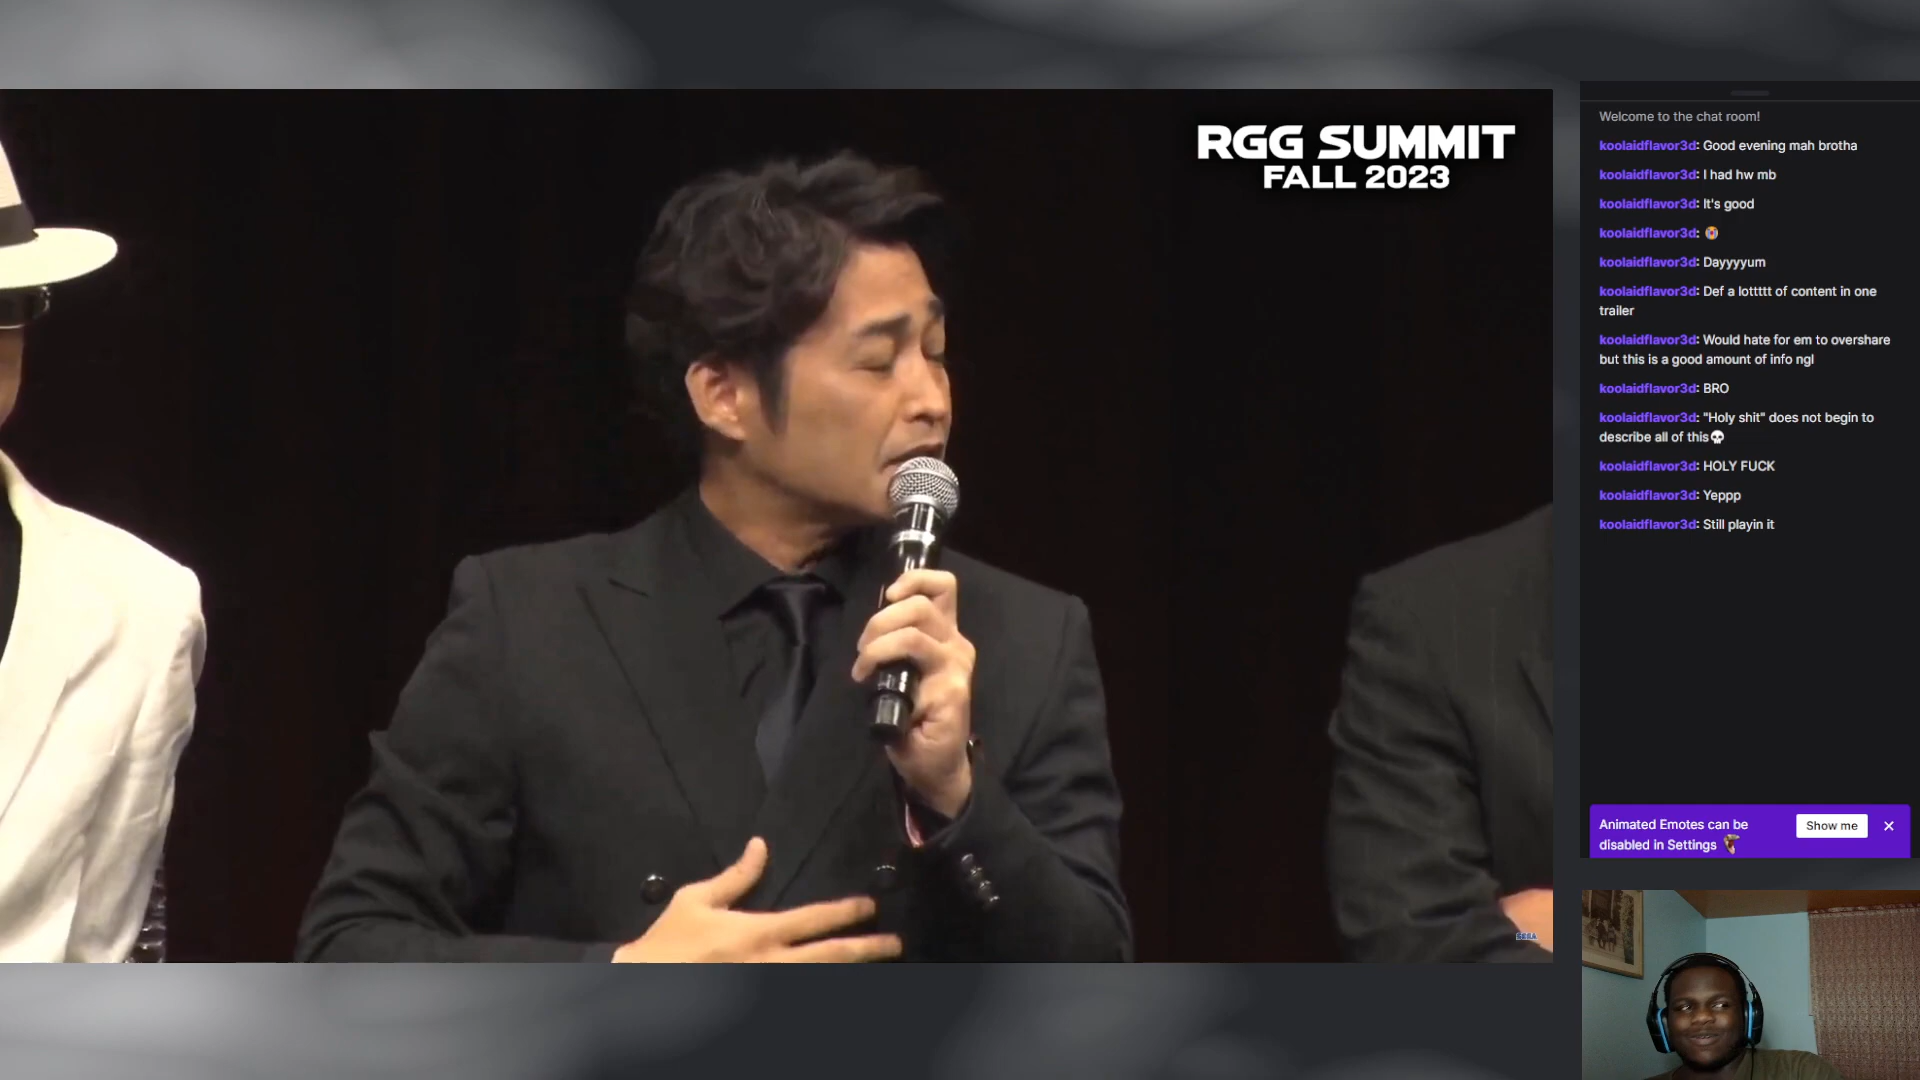 RGG SUMMIT
FALL 2023
SEGA
Welcome to the chat room!
koolaidflavor3d: Good evening mah brotha
koolaidflavor3d: I had hw mb
koolaidflavor3d: It's good
koolaidflavor3d:
koolaidflavor3d: Dayyyyum
koolaidflavor3d: Def a lottttt of content in one
trailer
koolaidflavor3d: Would hate for em to overshare
but this is a good amount of info ngl
koolaidflavor3d: BRO
koolaidflavor3d: "Holy shit" does not begin to
describe all of this💀
koolaidflavor3d: HOLY FUCK
koolaidflavor3d: Yeppp
koolaidflavor3d: Still playin it
Animated Emotes can be
disabled in Settings
Show me